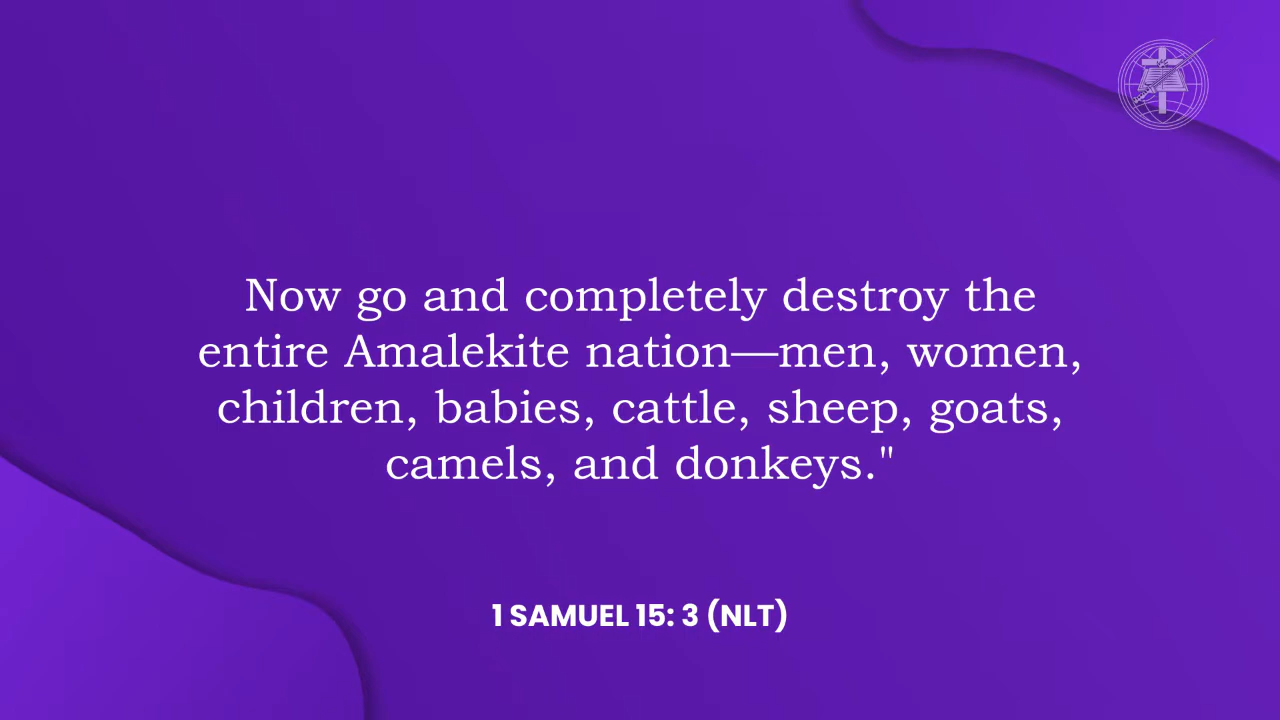 Now go and completely destroy the
entire Amalekite nation—men, women,
children, babies, cattle, sheep, goats,
camels, and donkeys."
1 SAMUEL 15: 3 (NLT)